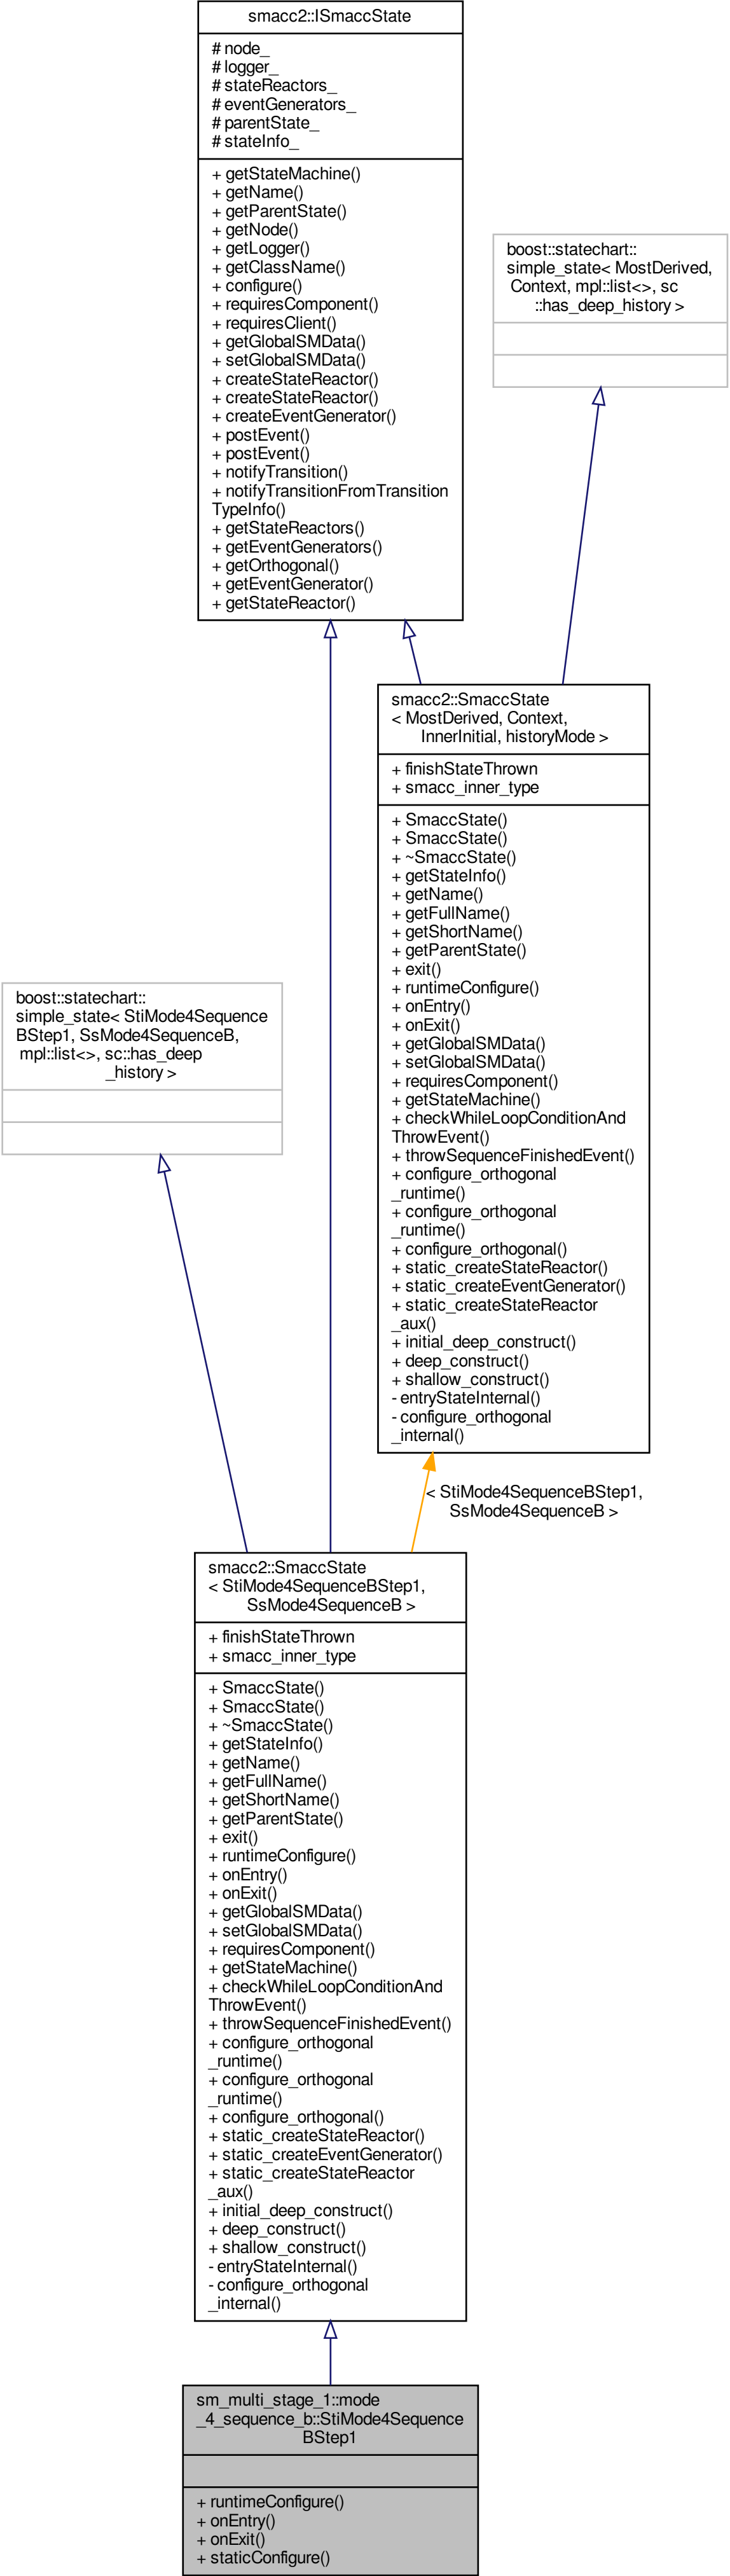 smacc2::ISmaccState
# node_
# logger_
# stateReactors_
# eventGenerators_
# parentState_
# stateInfo_
+ getStateMachine()
+ getName()
+ getParentState()
+ getNode()
+ getLogger()
+ getClassName()
+ configure()
+ requiresComponent()
+ requiresClient()
+ getGlobalSMData()
+ setGlobalSMData()
+ createStateReactor()
+ createStateReactor()
+ createEventGenerator()
+ postEvent()
+ postEvent()
+ notifyTransition()
+ notifyTransitionFromTransition
TypeInfo()
+ getStateReactors()
+ getEventGenerators()
+ getOrthogonal()
+ getEventGenerator()
+ getStateReactor()
boost::statechart::
simple_state< MostDerived,
Context, mpl::list<>, sc
::has_deep_history >
smacc2::SmaccState
< MostDerived, Context,
InnerInitial, historyMode >
+ finishStateThrown
+ smacc_inner_type
+ SmaccState()
+ SmaccState()
+ ~SmaccState()
+ getStateInfo()
+ getName()
+ getFullName()
+ getShortName()
+ getParentState()
+ exit()
+ runtimeConfigure()
+ onEntry()
+ onExit()
+ getGlobalSMData()
+ setGlobalSMData()
+ requiresComponent()
+ getStateMachine()
+ checkWhileLoopConditionAnd
ThrowEvent()
+ throwSequenceFinishedEvent()
+ configure_orthogonal
_runtime()
+ configure_orthogonal
_runtime()
+ configure_orthogonal()
+ static_createStateReactor()
+ static_createEventGenerator()
+ static_createStateReactor
_aux()
+ initial_deep_construct()
+ deep_construct()
+ shallow_construct()
- entryStateInternal()
- configure_orthogonal
_internal()
boost::statechart::
simple_state< StiMode4Sequence
BStep1, SsMode4SequenceB,
mpl::list<>, sc::has_deep
_history >
< StiMode4SequenceBStep1,
SsMode4SequenceB >
smacc2::SmaccState
< StiMode4SequenceBStep1,
SsMode4SequenceB >
+ finishStateThrown
+ smacc_inner_type
+ SmaccState()
+ SmaccState()
+ ~SmaccState()
+ getStateInfo()
+ getName()
+ getFullName()
+ getShortName()
+ getParentState()
+ exit()
+ runtimeConfigure()
+ onEntry()
+ onExit()
+ getGlobalSMData()
+ setGlobalSMData()
+ requiresComponent()
+ getStateMachine()
+ checkWhileLoopConditionAnd
ThrowEvent()
+ throwSequenceFinishedEvent()
+ configure_orthogonal
_runtime()
+ configure_orthogonal
_runtime()
+ configure_orthogonal()
+ static_createStateReactor()
+ static_createEventGenerator()
+ static_createStateReactor
_aux()
+ initial_deep_construct()
+ deep_construct()
+ shallow_construct()
- entryStateInternal()
- configure_orthogonal
_internal()
sm_multi_stage_1::mode
_4_sequence_b::StiMode4Sequence
BStep1
+ runtimeConfigure()
+ onEntry()
+ onExit()
+ staticConfigure()